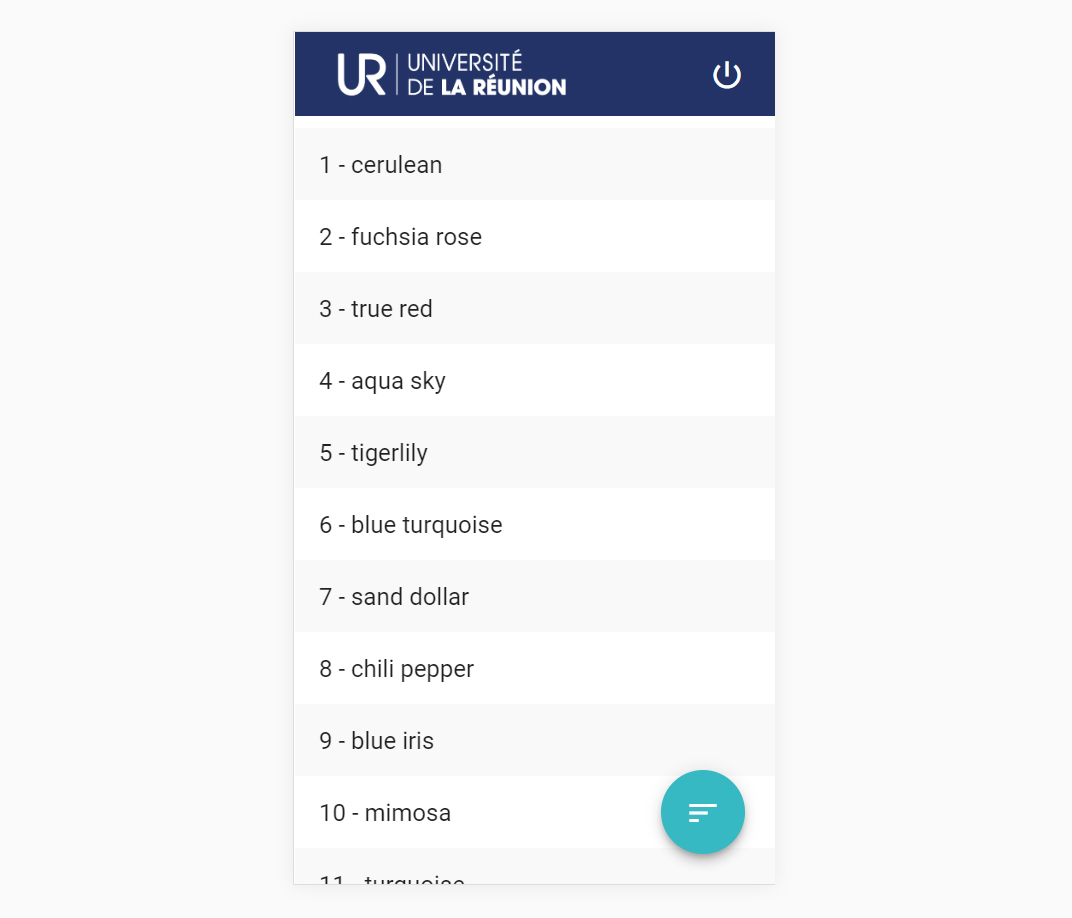 UR UNIVERSITÉ
DE LA RÉUNION
1 - cerulean
2 - fuchsia rose
3 - true red
4 - aqua sky
5 - tigerlily
6 - blue turquoise
7 - sand dollar
8 - chili pepper
9 - blue iris
10 - mimosa
11 - turquoise